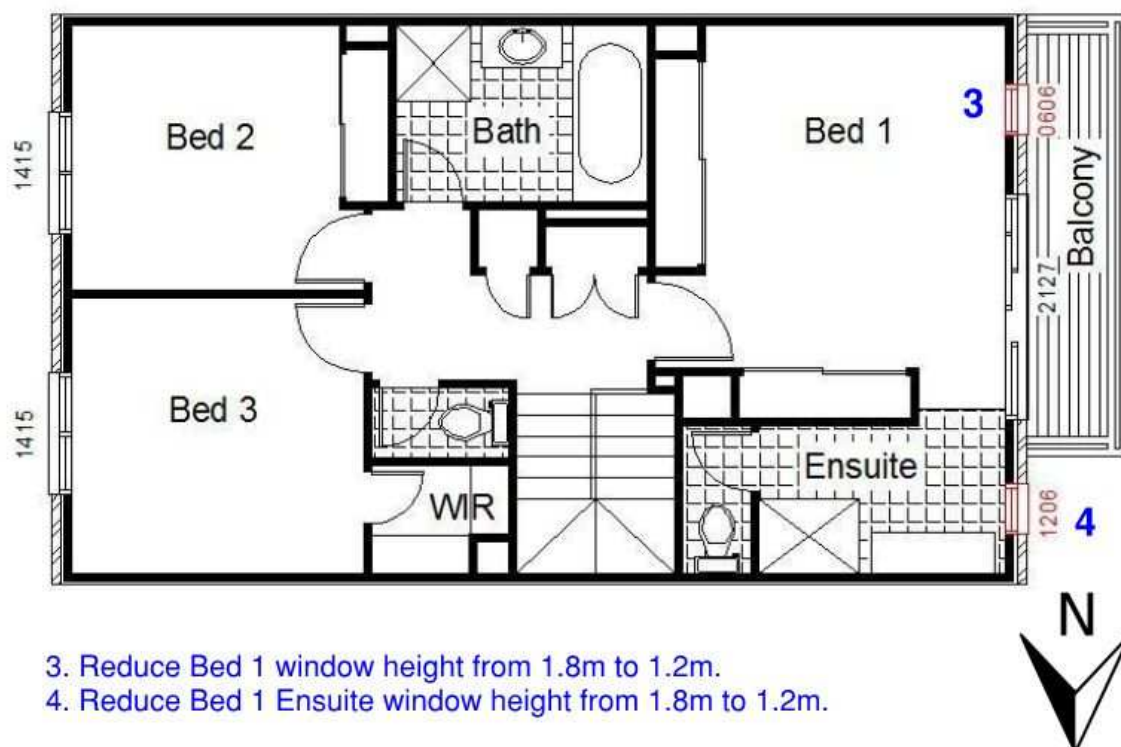 Bed 2
Bath
Bed 1
3
0606
1415
Balcony
2127
Bed 3
1415
WIR
Ensuite
1206
4
N
3. Reduce Bed 1 window height from 1.8m to 1.2m.
4. Reduce Bed 1 Ensuite window height from 1.8m to 1.2m.